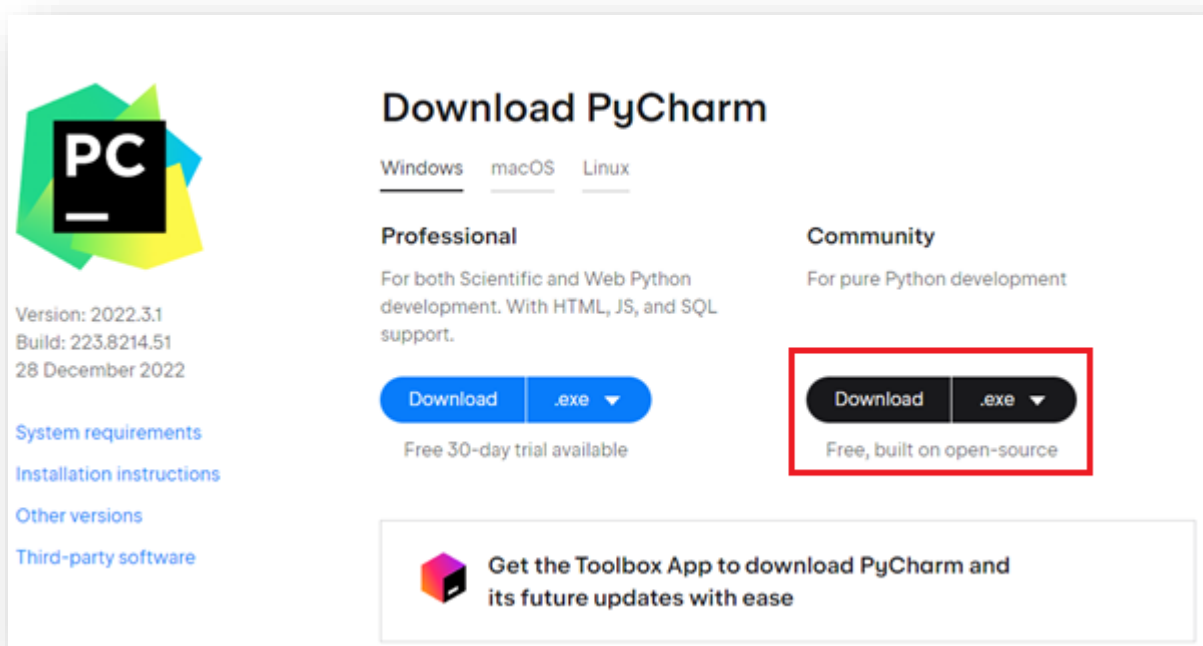 PC
Download PyCharm
Windows macOS Linux
Professional
For both Scientific and Web Python
development. With HTML, JS, and SQL
support.
Download .exe
Free 30-day trial available
Community
For pure Python development
Download .exe
Free, built on open-source
Version: 2022.3.1
Build: 223.8214.51
28 December 2022
System requirements
Installation instructions
Other versions
Third-party software
Get the Toolbox App to download PyCharm and
its future updates with ease